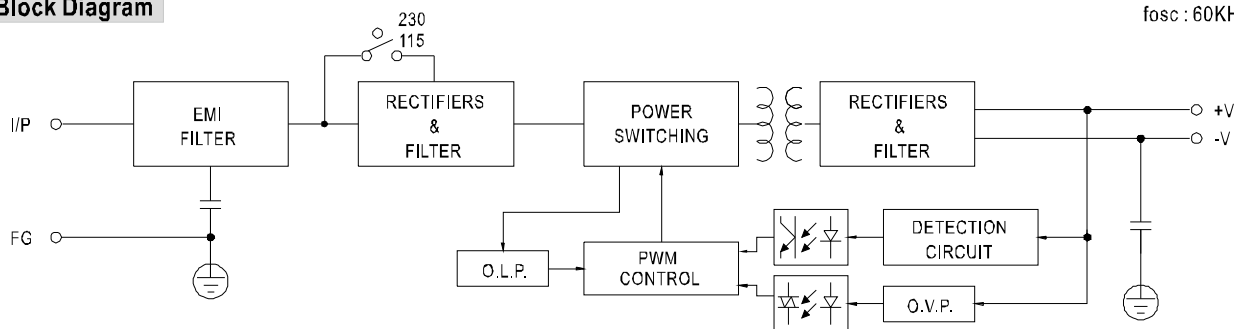 Block Diagram
fosc : 60KH
230
115
EMI
FILTER
RECTIFIERS
&
FILTER
POWER
SWITCHING
RECTIFIERS
&
FILTER
I/P
+V
-V
FG
O.L.P.
PWM
CONTROL
DETECTION
CIRCUIT
O.V.P.